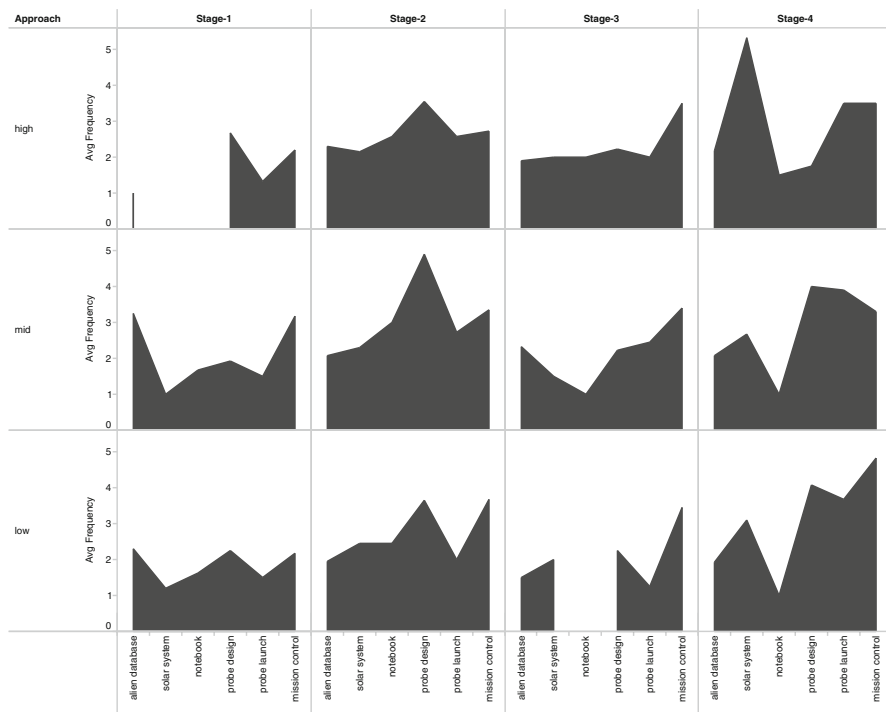 Approach Stage-1 Stage-2 Stage-3 Stage-4
high
Avg Frequency
5
4
3
2
1
0
mid
Avg Frequency
5
4
3
2
1
0
low
Avg Frequency
5
4
3
2
1
0
alien database
solar system
notebook
probe design
probe launch
mission control
alien database
solar system
notebook
probe design
probe launch
mission control
alien database
solar system
notebook
probe design
probe launch
mission control
alien database
solar system
notebook
probe design
probe launch
mission control